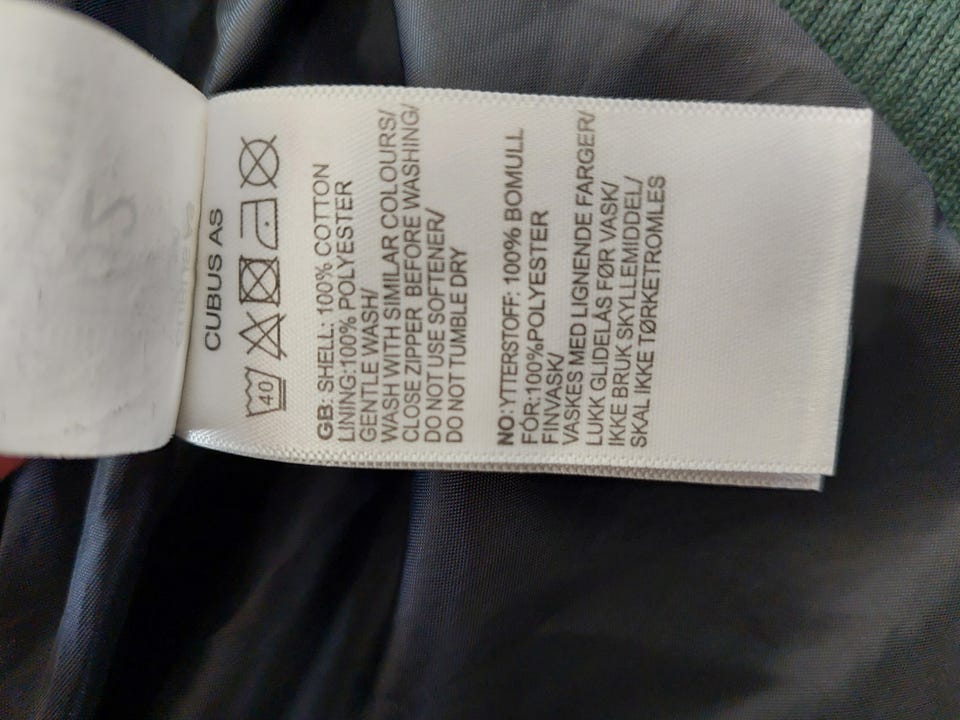 CUBUS AS
40
GB: SHELL: 100% COTTON
LINING:100% POLYESTER
GENTLE WASH/
WASH WITH SIMILAR COLOURS/
CLOSE ZIPPER BEFORE WASHING/
DO NOT USE SOFTENER/
DO NOT TUMBLE DRY
NO:YTTERSTOFF: 100% BOMULL
FÓR:100%POLYESTER
FINVASK/
VASKES MED LIGNENDE FARGER/
LUKK GLIDELÅS FØR VASK/
IKKE BRUK SKYLLEMIDDEL/
SKAL IKKE TØRKETROMLES